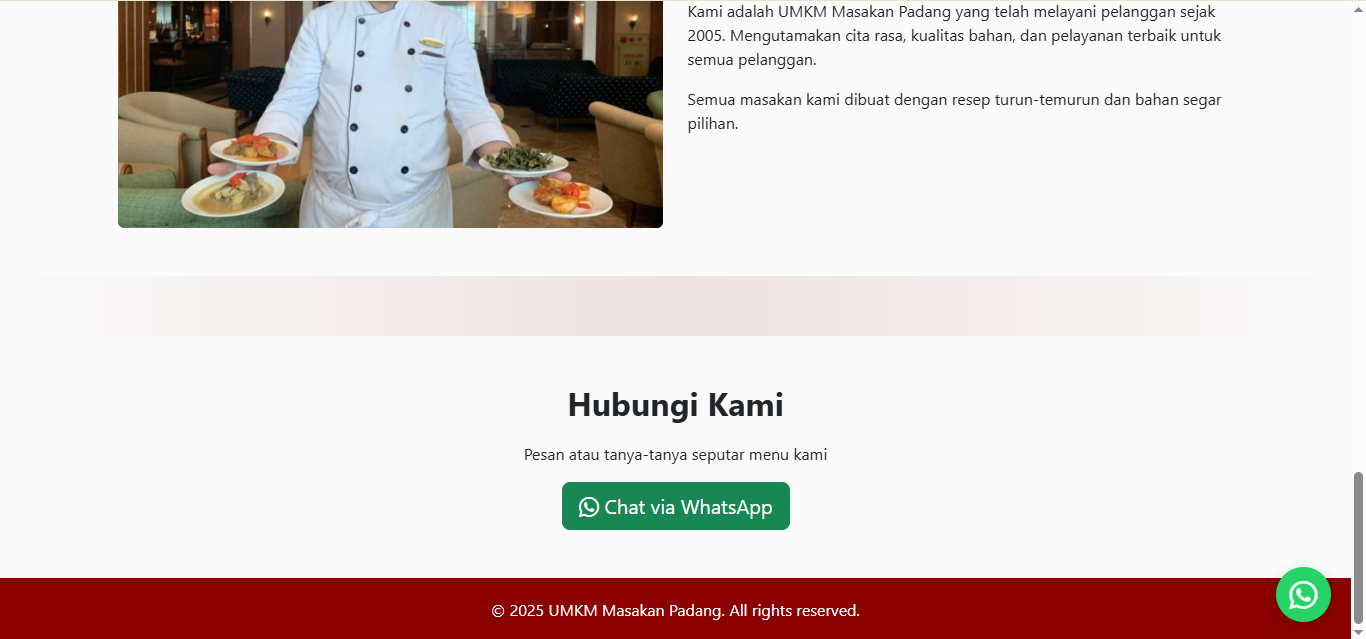 Kami adalah UMKM Masakan Padang yang telah melayani pelanggan sejak
2005. Mengutamakan cita rasa, kualitas bahan, dan pelayanan terbaik untuk
semua pelanggan.
Semua masakan kami dibuat dengan resep turun-temurun dan bahan segar
pilihan.
Hubungi Kami
Pesan atau tanya-tanya seputar menu kami
Chat via WhatsApp
© 2025 UMKM Masakan Padang. All rights reserved.